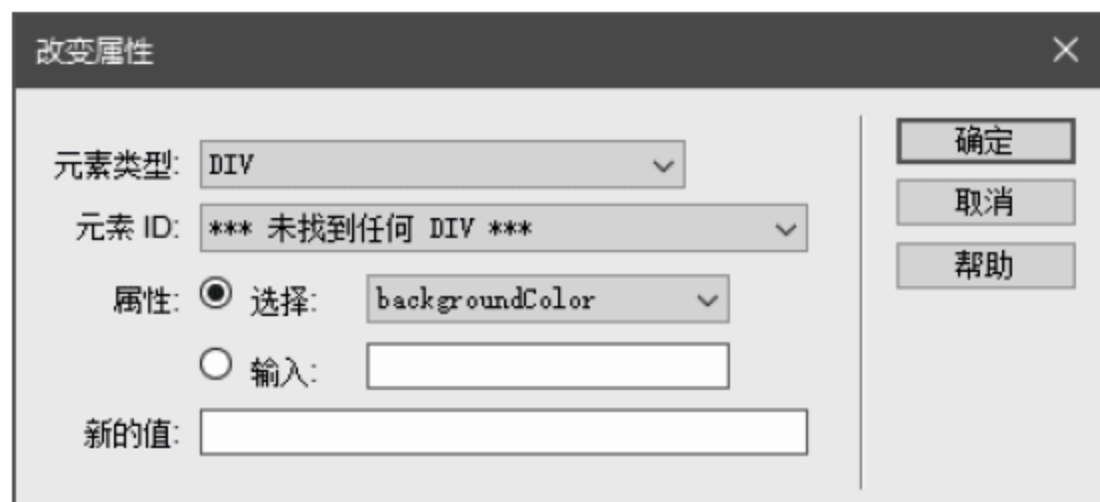 改变属性
元素类型: DIV
确定
元素 ID: *** 未找到任何 DIV ***
取消
属性: 选择: backgroundColor
帮助
输入:
新的值: